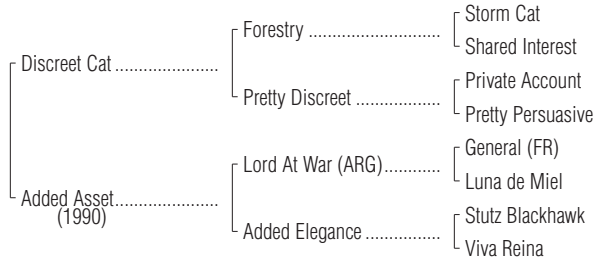 Storm Cat
Forestry ............................
Shared Interest
Discreet Cat ......................
Private Account
Pretty Discreet ..................
Pretty Persuasive
General (FR)
Lord At War (ARG)............
Luna de Miel
Added Asset......................
(1990)
Stutz Blackhawk
Added Elegance ................
Viva Reina